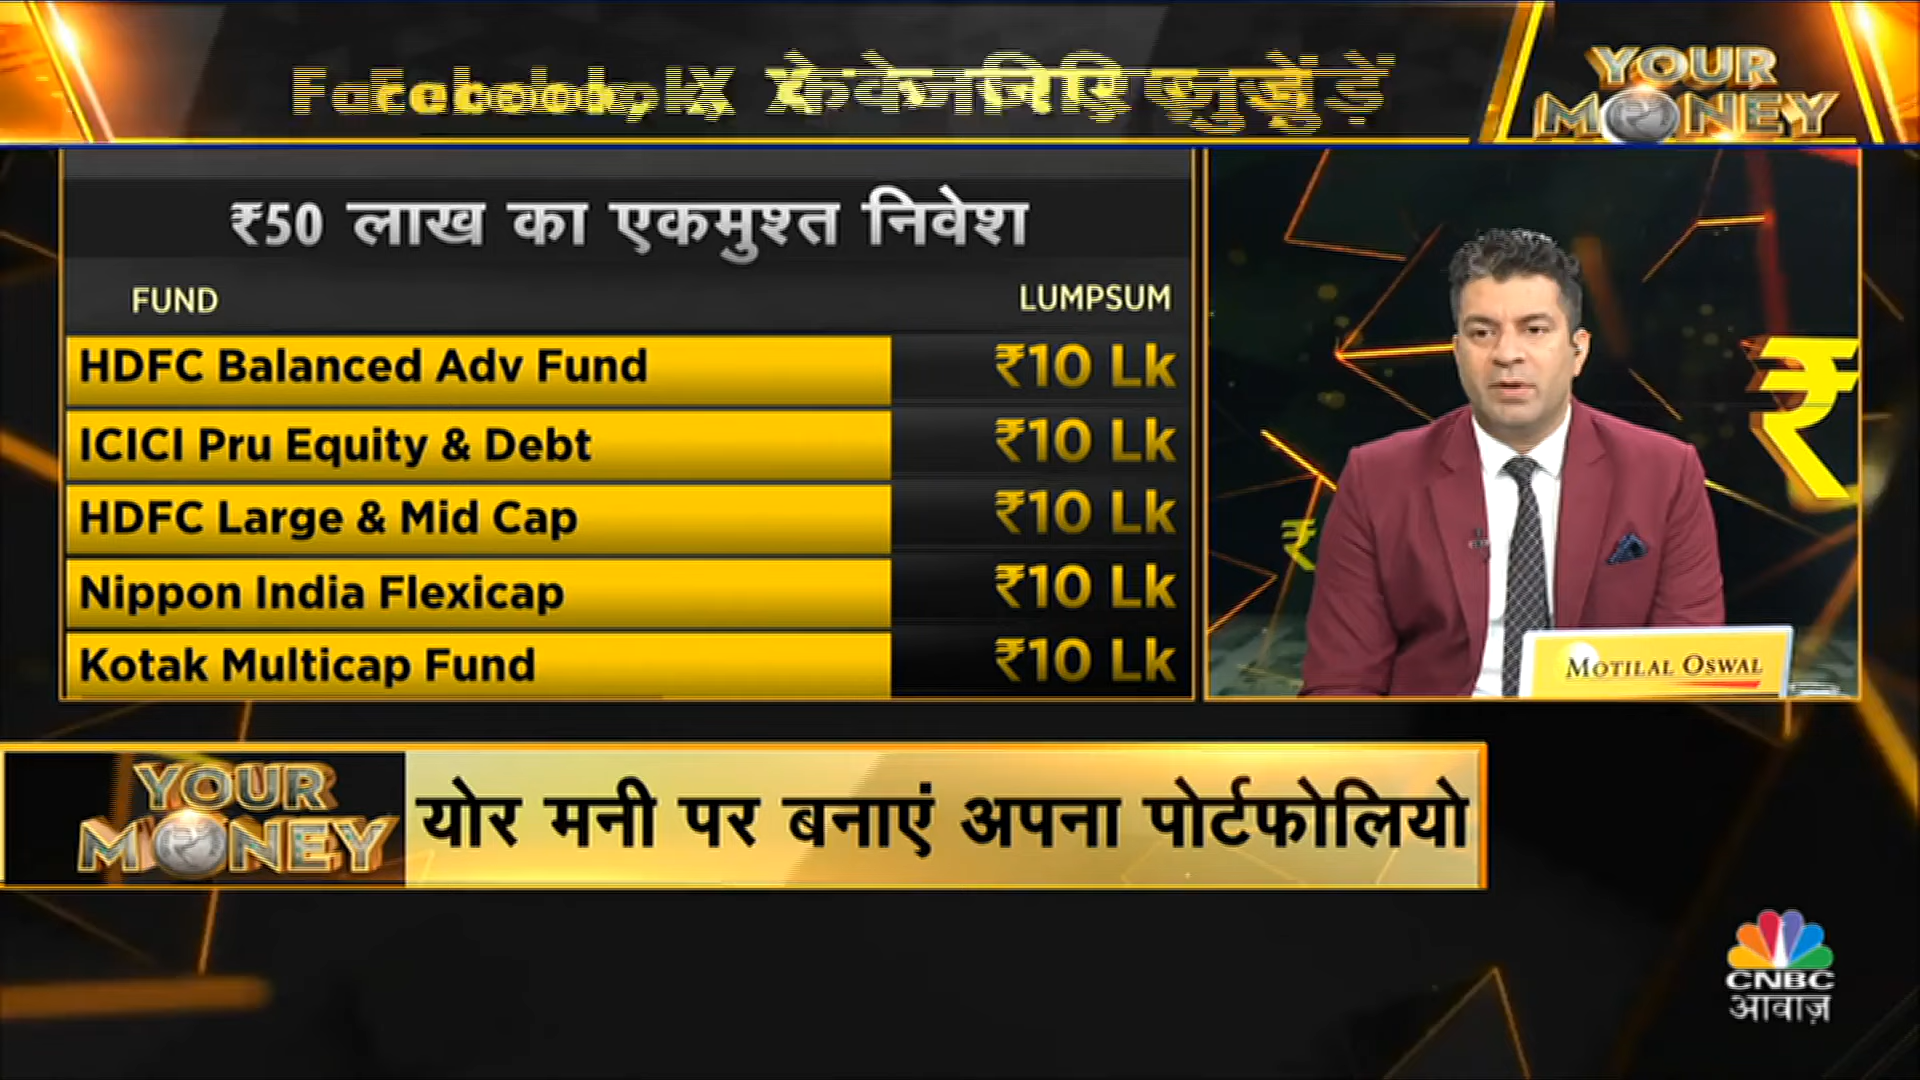 YOUR
MONEY
₹50 लाख का एकमुश्त निवेश
FUND LUMPSUM
HDFC Balanced Adv Fund ₹10 Lk
ICICI Pru Equity & Debt ₹10 Lk
HDFC Large & Mid Cap ₹10 Lk
Nippon India Flexicap ₹10 Lk
Kotak Multicap Fund ₹10 Lk
MOTILAL OSWAL
YOUR
MONEY
योर मनी पर बनाएं अपना पोर्टफोलियो
CNBC
आवाज़